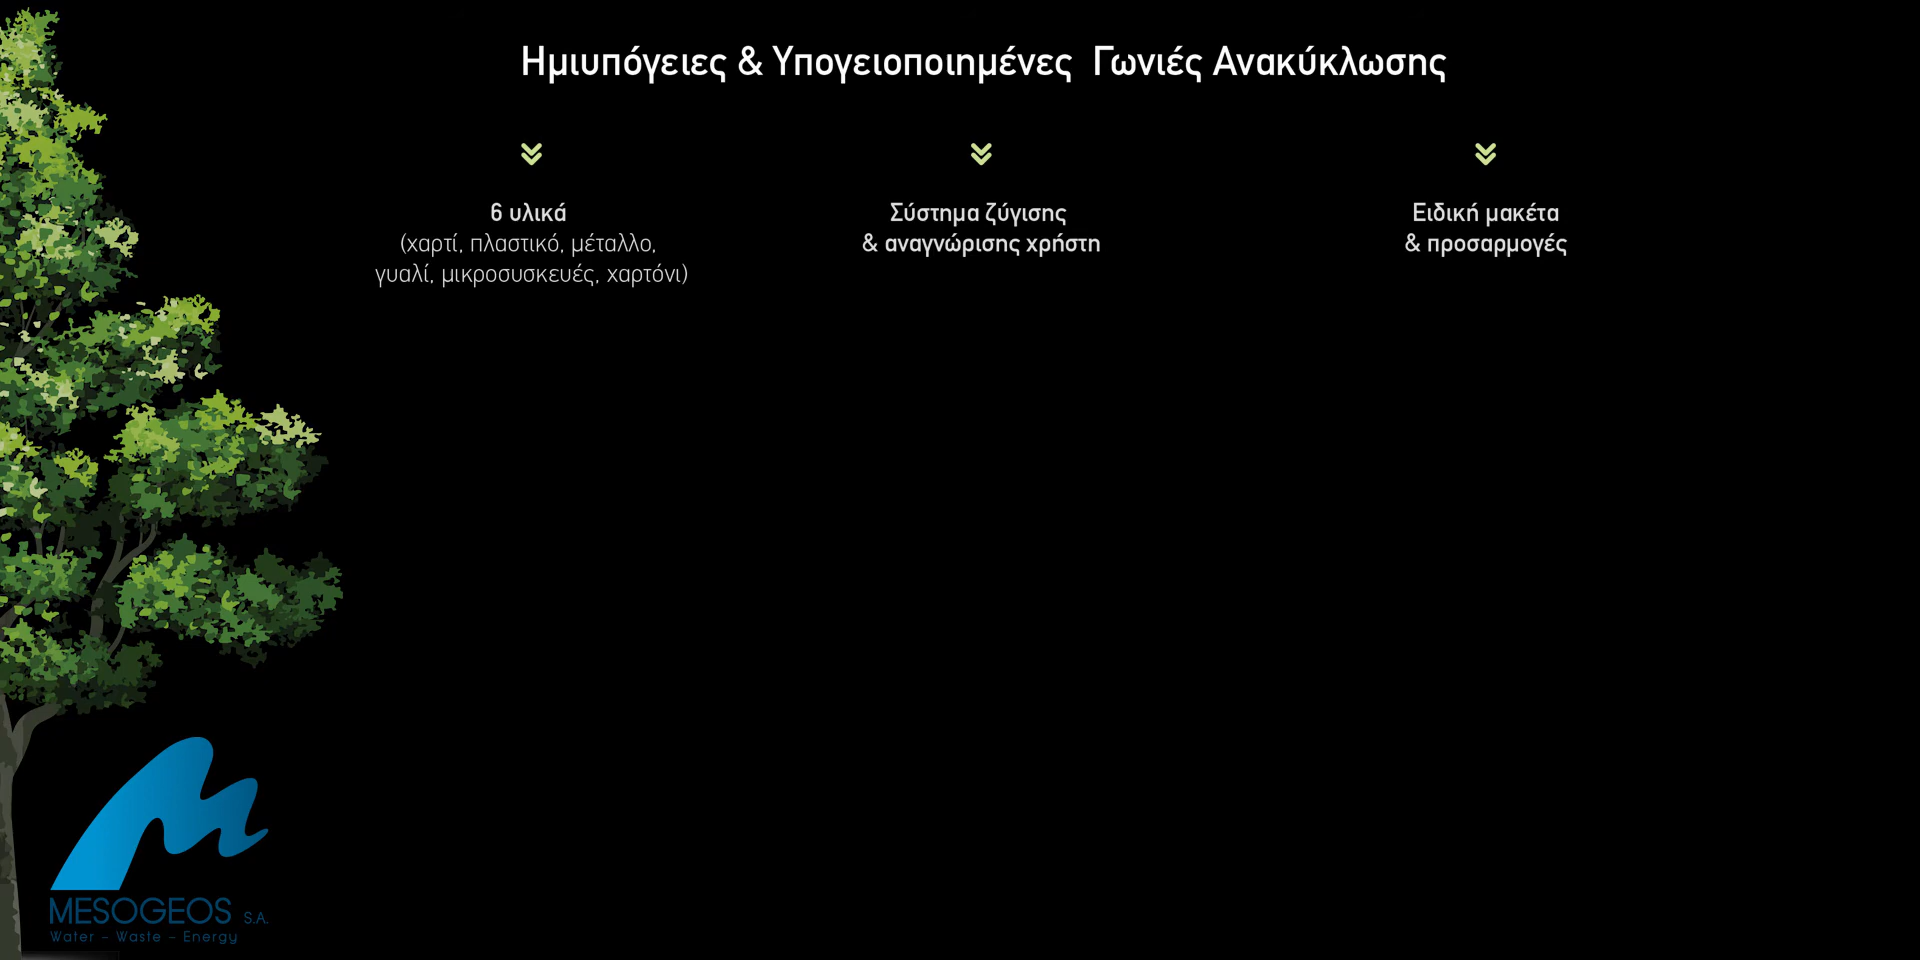 Ημιυπόγειες & Υπογειοποιημένες Γωνιές Ανακύκλωσης
6 υλικά
(χαρτί, πλαστικό, μέταλλο,
γυαλί, μικροσυσκευές, χαρτόνι)
Σύστημα ζύγισης
& αναγνώρισης χρήστη
Ειδική μακέτα
& προσαρμογές
MESOGEOS S.A.
Water – Waste – Energy